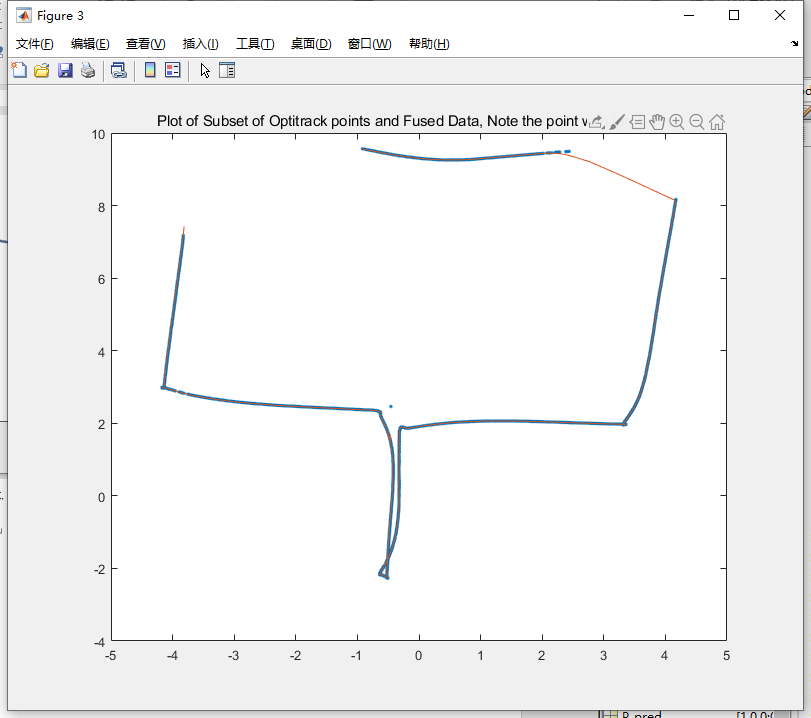 Figure 3
文件(F) 编辑(E) 查看(V) 插入(I) 工具(T) 桌面(D) 窗口(W) 帮助(H)
Plot of Subset of Optitrack points and Fused Data, Note the point
10
8
6
4
2
0
-2
-4
-5 -4 -3 -2 -1 0 1 2 3 4 5
P_pred